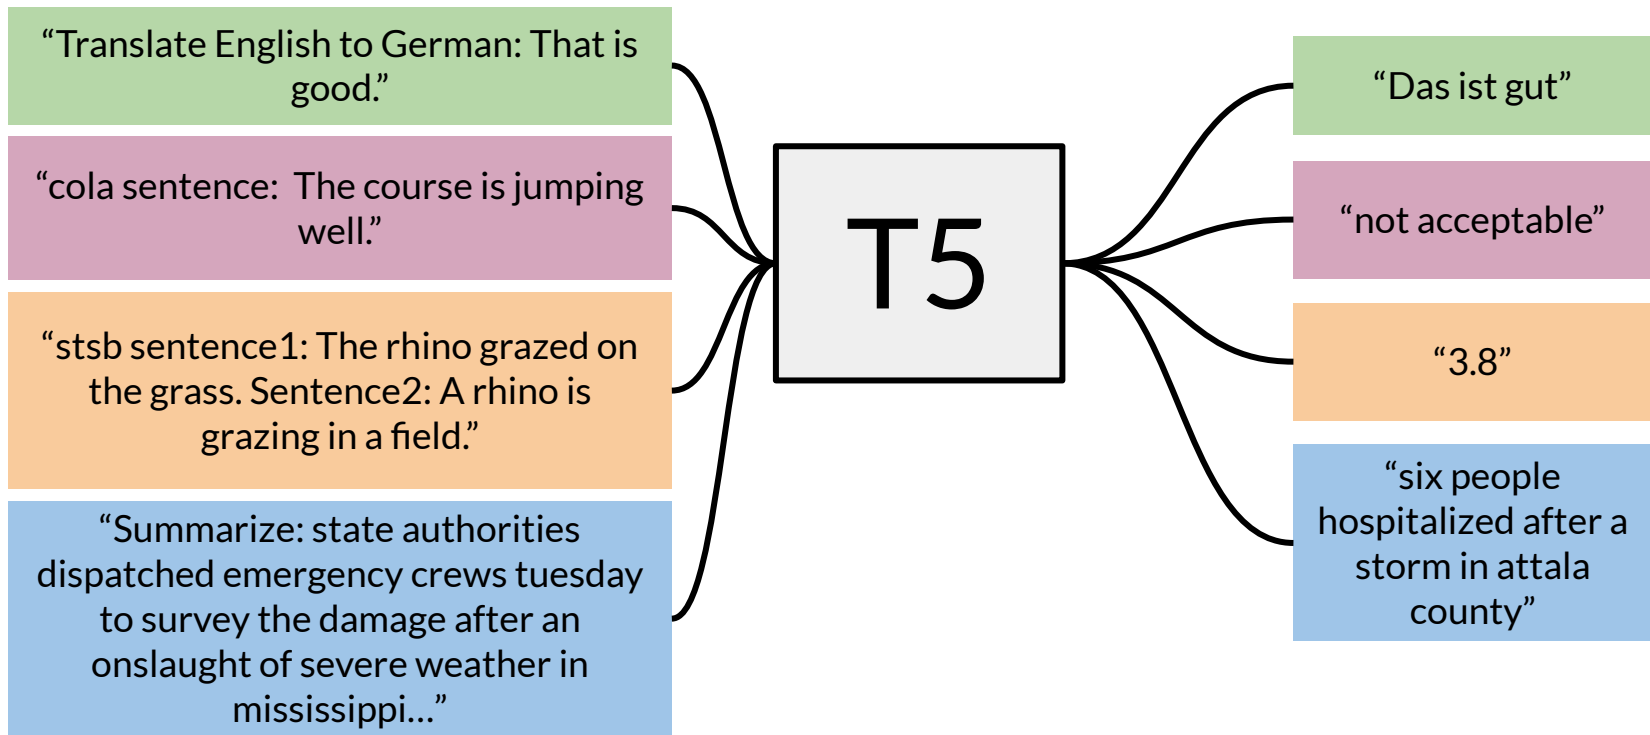 “Translate English to German: That is
good.”
“cola sentence:  The course is jumping
well.”
“stsb sentence1: The rhino grazed on
the grass. Sentence2: A rhino is
grazing in a field.”
“Summarize: state authorities
dispatched emergency crews tuesday
to survey the damage after an
onslaught of severe weather in
mississippi...”
T5
“Das ist gut”
“not acceptable”
“3.8”
“six people
hospitalized after a
storm in attala
county”